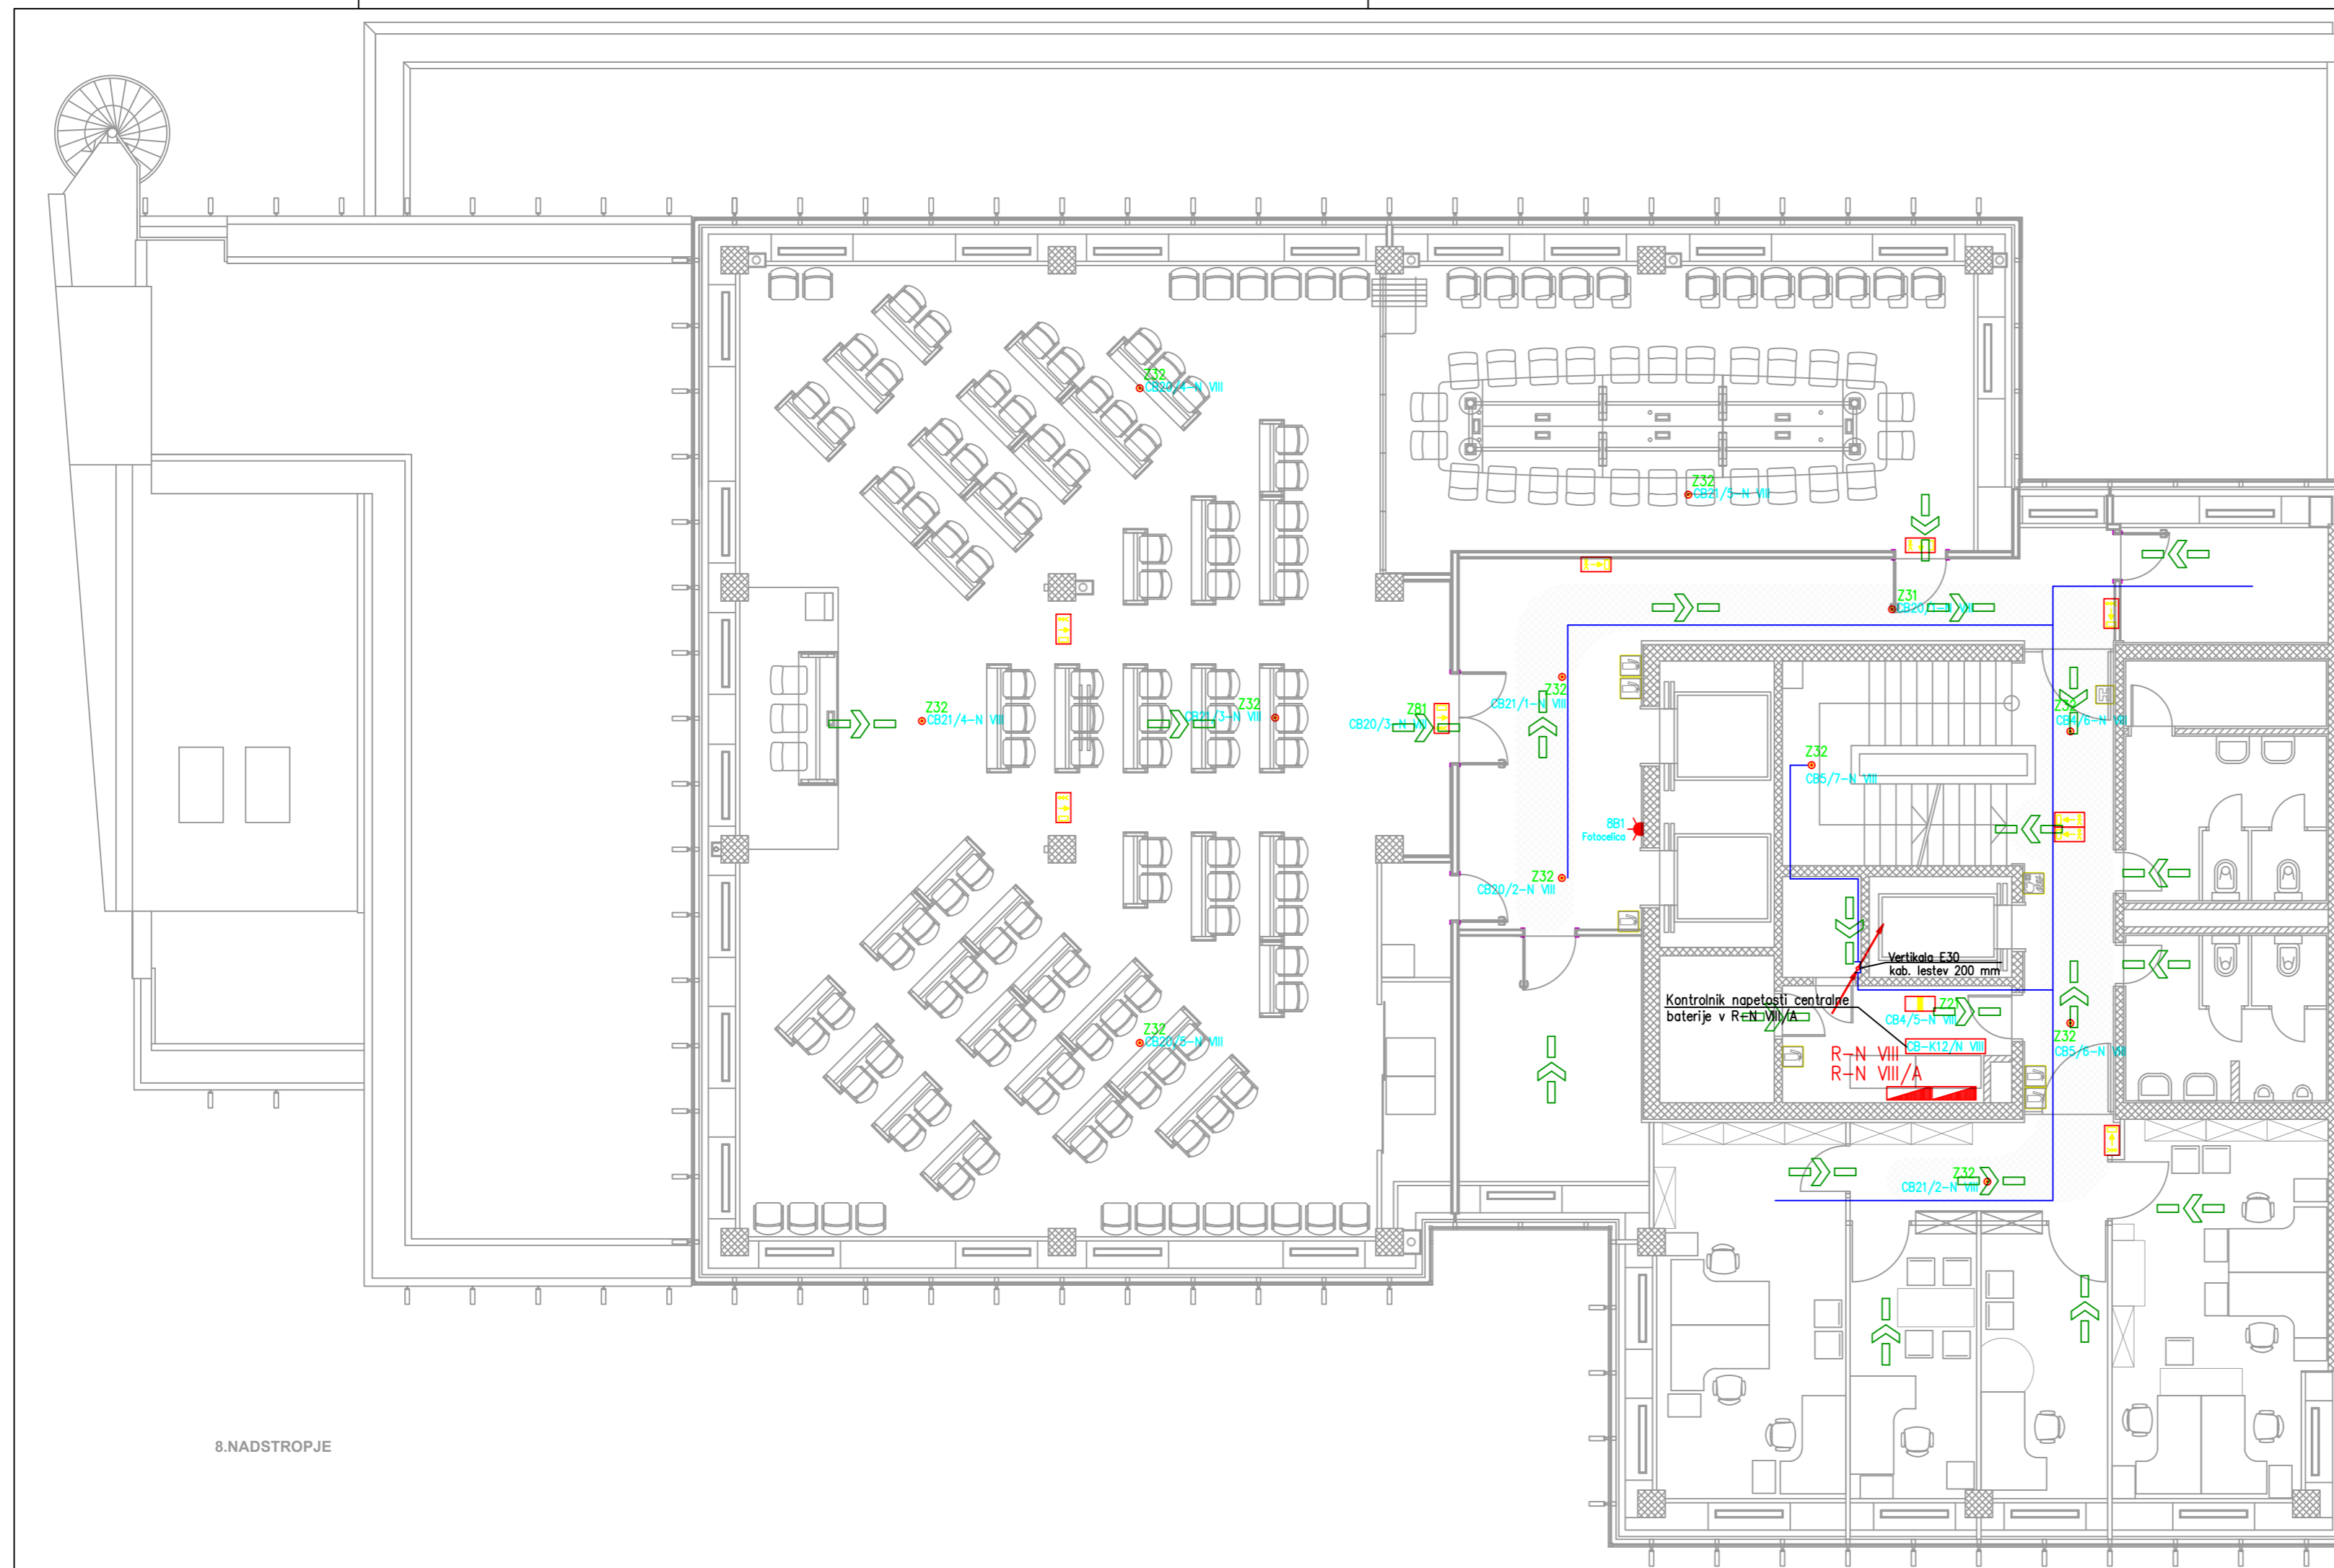 Z32
CB20/4-N VIII
Z32
CB21/5-N VIII
Z31
CB20/1-N VIII
Z32
CB21/1-N VIII
Z32
CB21/4-N VIII
Z32
CB21/3-N VIII
Z81
CB20/3-N VIII
Z32
CB4/6-N VIII
Z32
CB5/7-N VIII
8B1
Fotocelica
Z32
CB20/2-N VIII
Vertikala E30
kab. lestev 200 mm
Kontrolnik napetosti centralne
baterije v R-N VIII/A
Z21
CB4/5-N VIII
Z32
CB20/5-N VIII
CB-K12/N VIII
Z32
CB5/6-N VIII
R-N VIII
R-N VIII/A
Z32
CB21/2-N VIII
8.NADSTROPJE